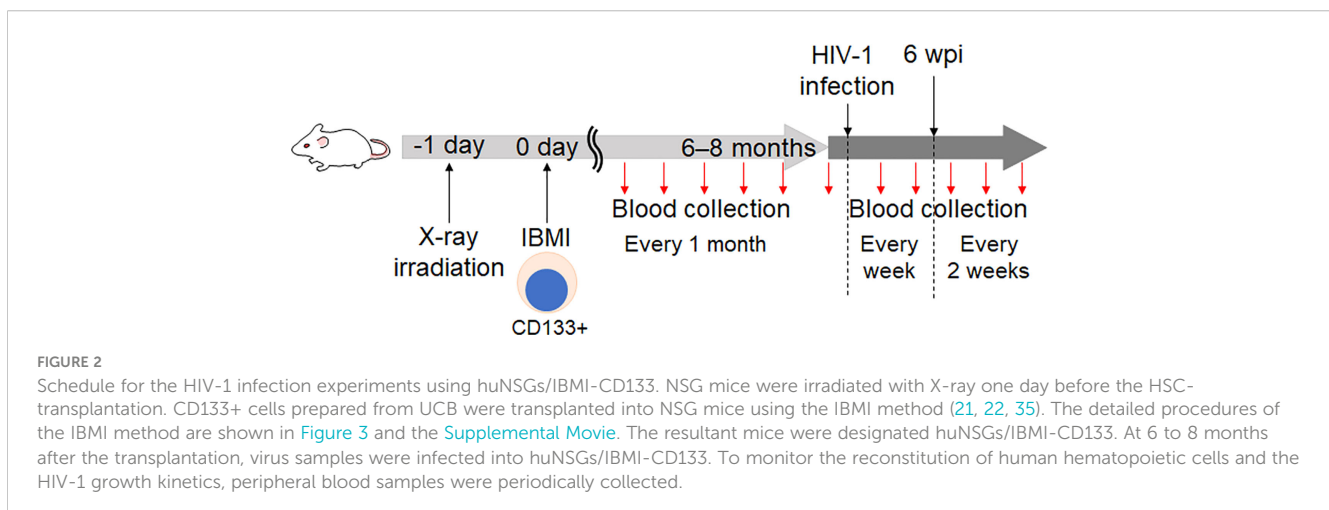 HIV-1 infection
6 wpi
-1 day
0 day
6–8 months
X-ray irradiation
IBMI
CD133+
Blood collection
Every 1 month
Blood collection
Every week
Every 2 weeks
FIGURE 2
Schedule for the HIV-1 infection experiments using huNSGs/IBMI-CD133. NSG mice were irradiated with X-ray one day before the HSC-
transplantation. CD133+ cells prepared from UCB were transplanted into NSG mice using the IBMI method (21, 22, 35). The detailed procedures of
the IBMI method are shown in Figure 3 and the Supplemental Movie. The resultant mice were designated huNSGs/IBMI-CD133. At 6 to 8 months
after the transplantation, virus samples were infected into huNSGs/IBMI-CD133. To monitor the reconstitution of human hematopoietic cells and the
HIV-1 growth kinetics, peripheral blood samples were periodically collected.